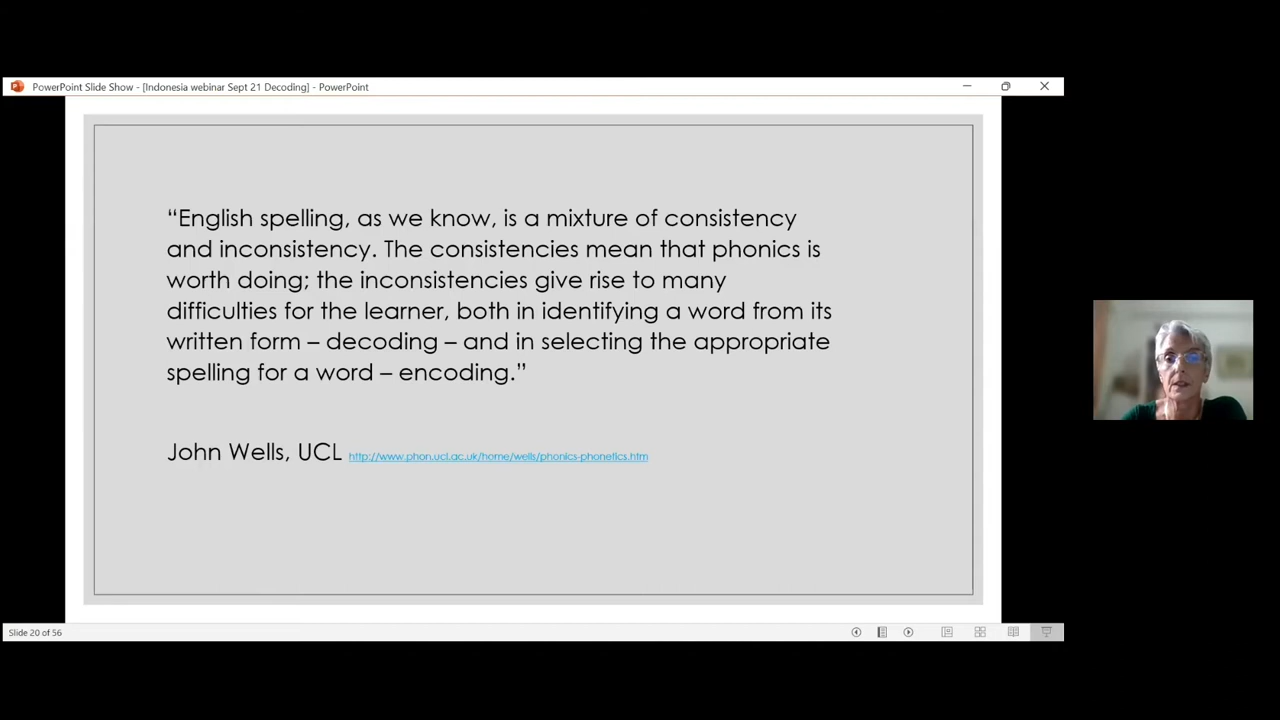 PowerPoint Slide Show - [Indonesia webinar Sept 21 Decoding] - PowerPoint
“English spelling, as we know, is a mixture of consistency
and inconsistency. The consistencies mean that phonics is
worth doing; the inconsistencies give rise to many
difficulties for the learner, both in identifying a word from its
written form – decoding – and in selecting the appropriate
spelling for a word – encoding.”
John Wells, UCL http://www.phon.ucl.ac.uk/home/wells/phonics-phonetics.htm
Slide 20 of 56